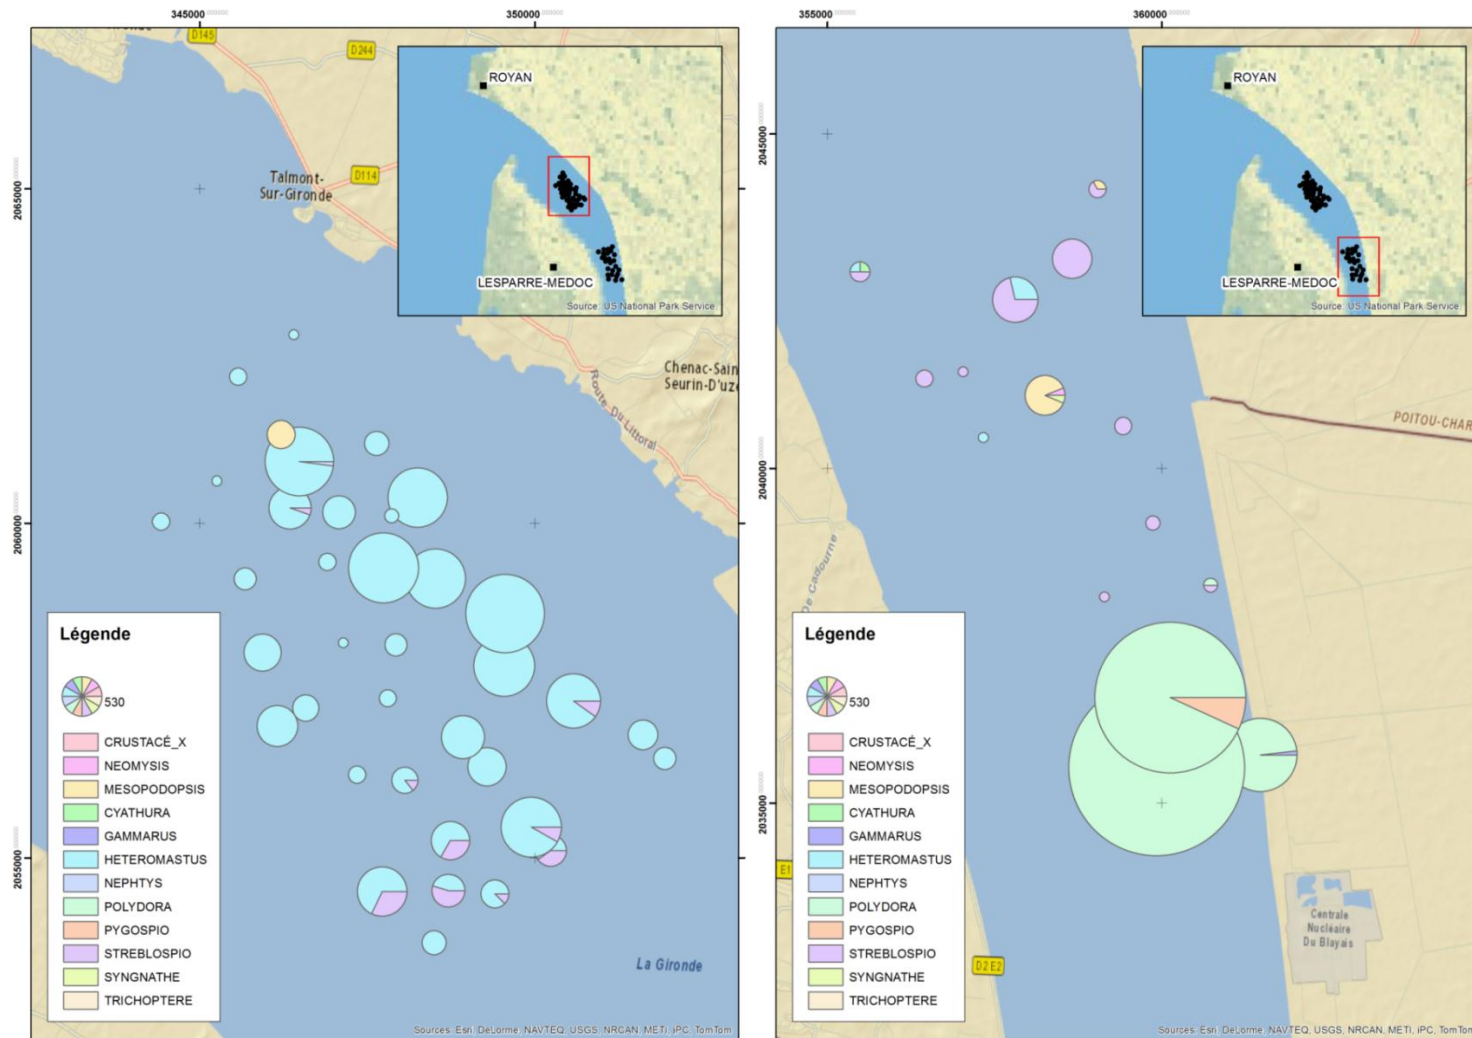 345000
350000
D145
D244
ROYAN
LESPARRE-MEDOC
Source: US National Park Service
2065000
Talmont-
Sur-Gironde
D114
Chenac-Sain
Seurin-D'uze
Route Du Littoral
2060000
2055000
Légende
530
CRUSTACÉ_X
NEOMYSIS
MESOPODOPSIS
CYATHURA
GAMMARUS
HETEROMASTUS
NEPHTYS
POLYDORA
PYGOSPIO
STREBLOSPIO
SYNGNATHE
TRICHOPTERE
La Gironde
Sources: Esri, DeLorme, NAVTEQ, USGS, NRCAN, METI, iPC, TomTom
355000
360000
ROYAN
LESPARRE-MEDOC
Source: US National Park Service
2045000
POITOU-CHAR
2040000
De Cadourne
2035000
Légende
530
CRUSTACÉ_X
NEOMYSIS
MESOPODOPSIS
CYATHURA
GAMMARUS
HETEROMASTUS
NEPHTYS
POLYDORA
PYGOSPIO
STREBLOSPIO
SYNGNATHE
TRICHOPTERE
E1
Centrale
Nucléaire
Du Blayais
D2E2
Sources: Esri, DeLorme, NAVTEQ, USGS, NRCAN, METI, iPC, TomTom